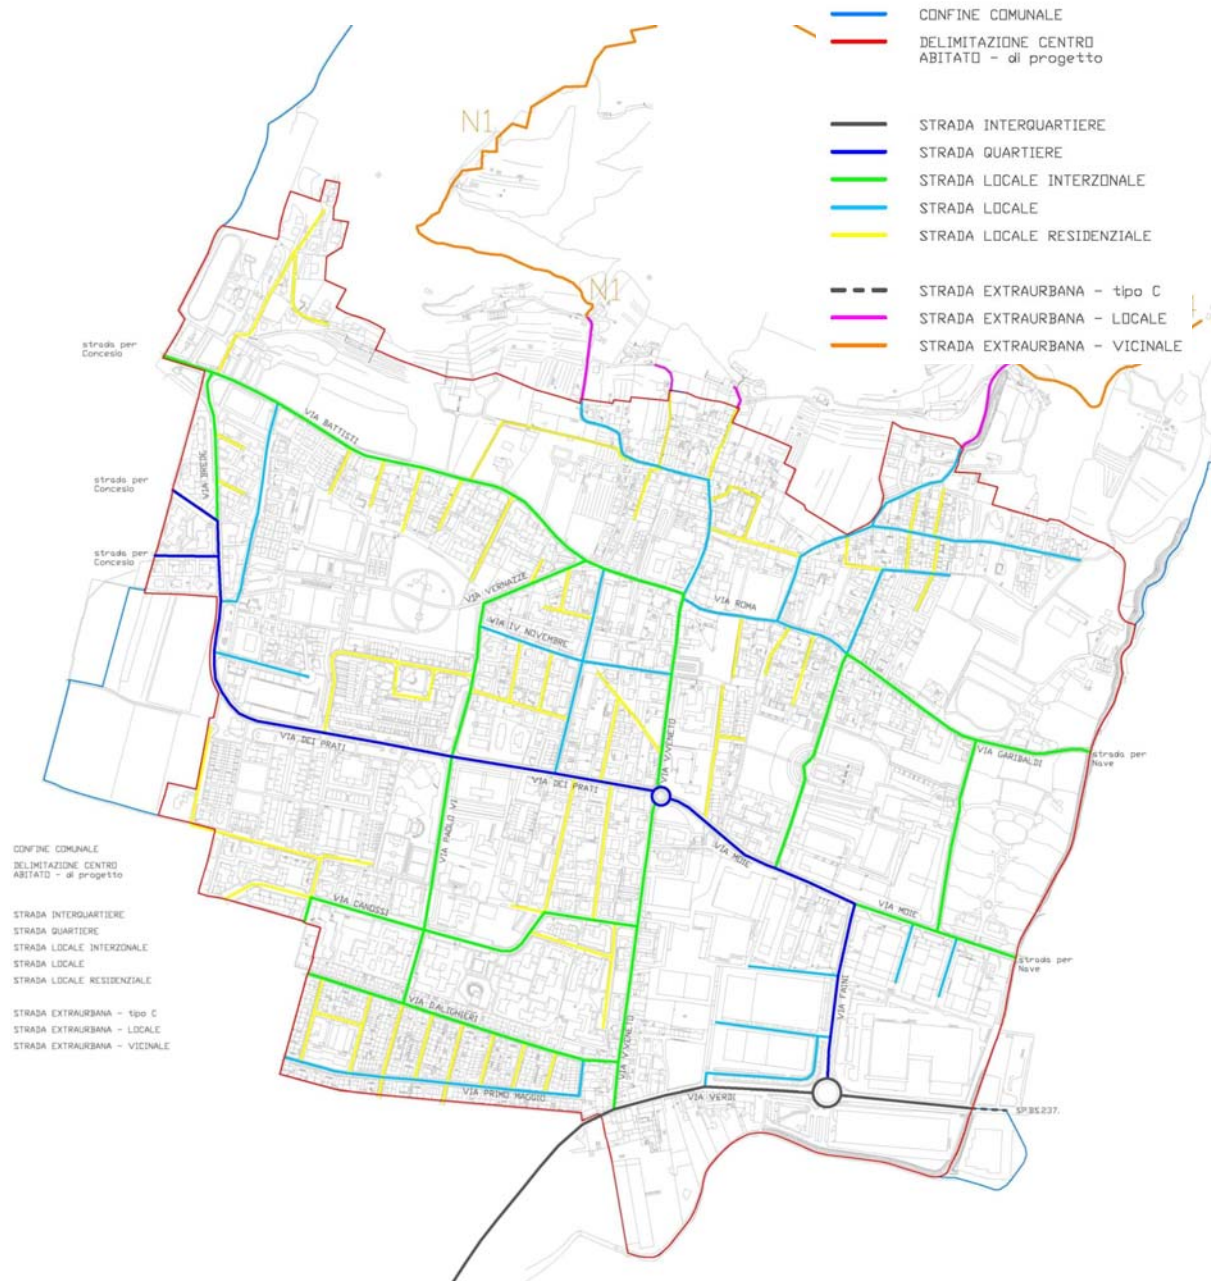 CONFINE COMUNALE
DELIMITAZIONE CENTRO
ABITATO - di progetto
STRADA INTERQUARTIERE
STRADA QUARTIERE
STRADA LOCALE INTERZONALE
STRADA LOCALE
STRADA LOCALE RESIDENZIALE
STRADA EXTRAURBANA - tipo C
STRADA EXTRAURBANA - LOCALE
STRADA EXTRAURBANA - VICINALE
N1
N1
strada per
Concesio
VIA BATTISTI
VIA BREDE
strada per
Concesio
strada per
Concesio
VIA VERNAZZE
VIA ROMA
VIA IV NOVEMBRE
VIA V.VENETO
VIA DEI PRATI
VIA GARIBALDI
strada per
Nave
VIA DEI PRATI
VIA PAOLO VI
VIA MOIE
CONFINE COMUNALE
DELIMITAZIONE CENTRO
ABITATO - di progetto
STRADA INTERQUARTIERE
STRADA QUARTIERE
STRADA LOCALE INTERZONALE
STRADA LOCALE
STRADA LOCALE RESIDENZIALE
STRADA EXTRAURBANA - tipo C
STRADA EXTRAURBANA - LOCALE
STRADA EXTRAURBANA - VICINALE
VIA CANOSSI
VIA MOIE
strada per
Nave
VIA D'ALIGHIERI
VIA FAINI
VIA V.VENETO
VIA PRIMO MAGGIO
VIA VERDI
SP.BS.237.